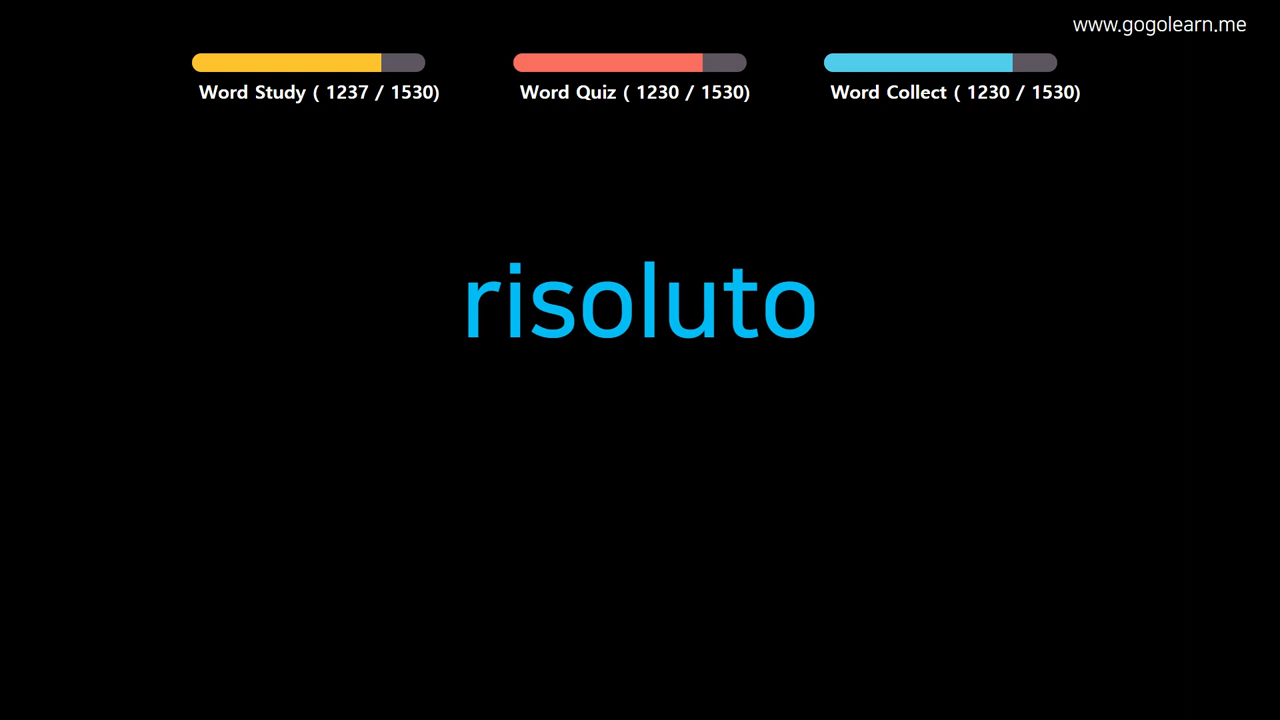 www.gogolearn.me
Word Study ( 1237 / 1530)
Word Quiz ( 1230 / 1530)
Word Collect ( 1230 / 1530)
risoluto